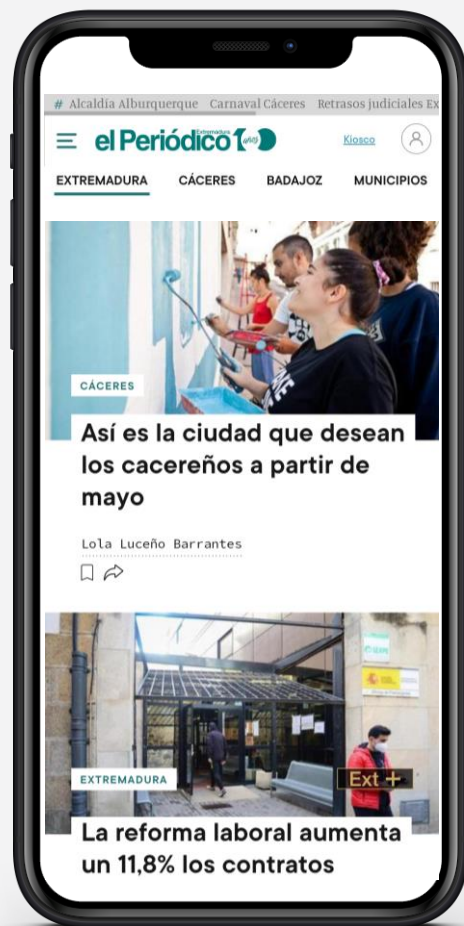 # Alcaldía Alburquerque Carnaval Cáceres Retrasos judiciales Ex
el Periódico
Extremadura
Kiosco
EXTREMADURA CÁCERES BADAJOZ MUNICIPIOS
CÁCERES
Así es la ciudad que desean
los cacereños a partir de
mayo
Lola Luceño Barrantes
EXTREMADURA
Ext +
La reforma laboral aumenta
un 11,8% los contratos